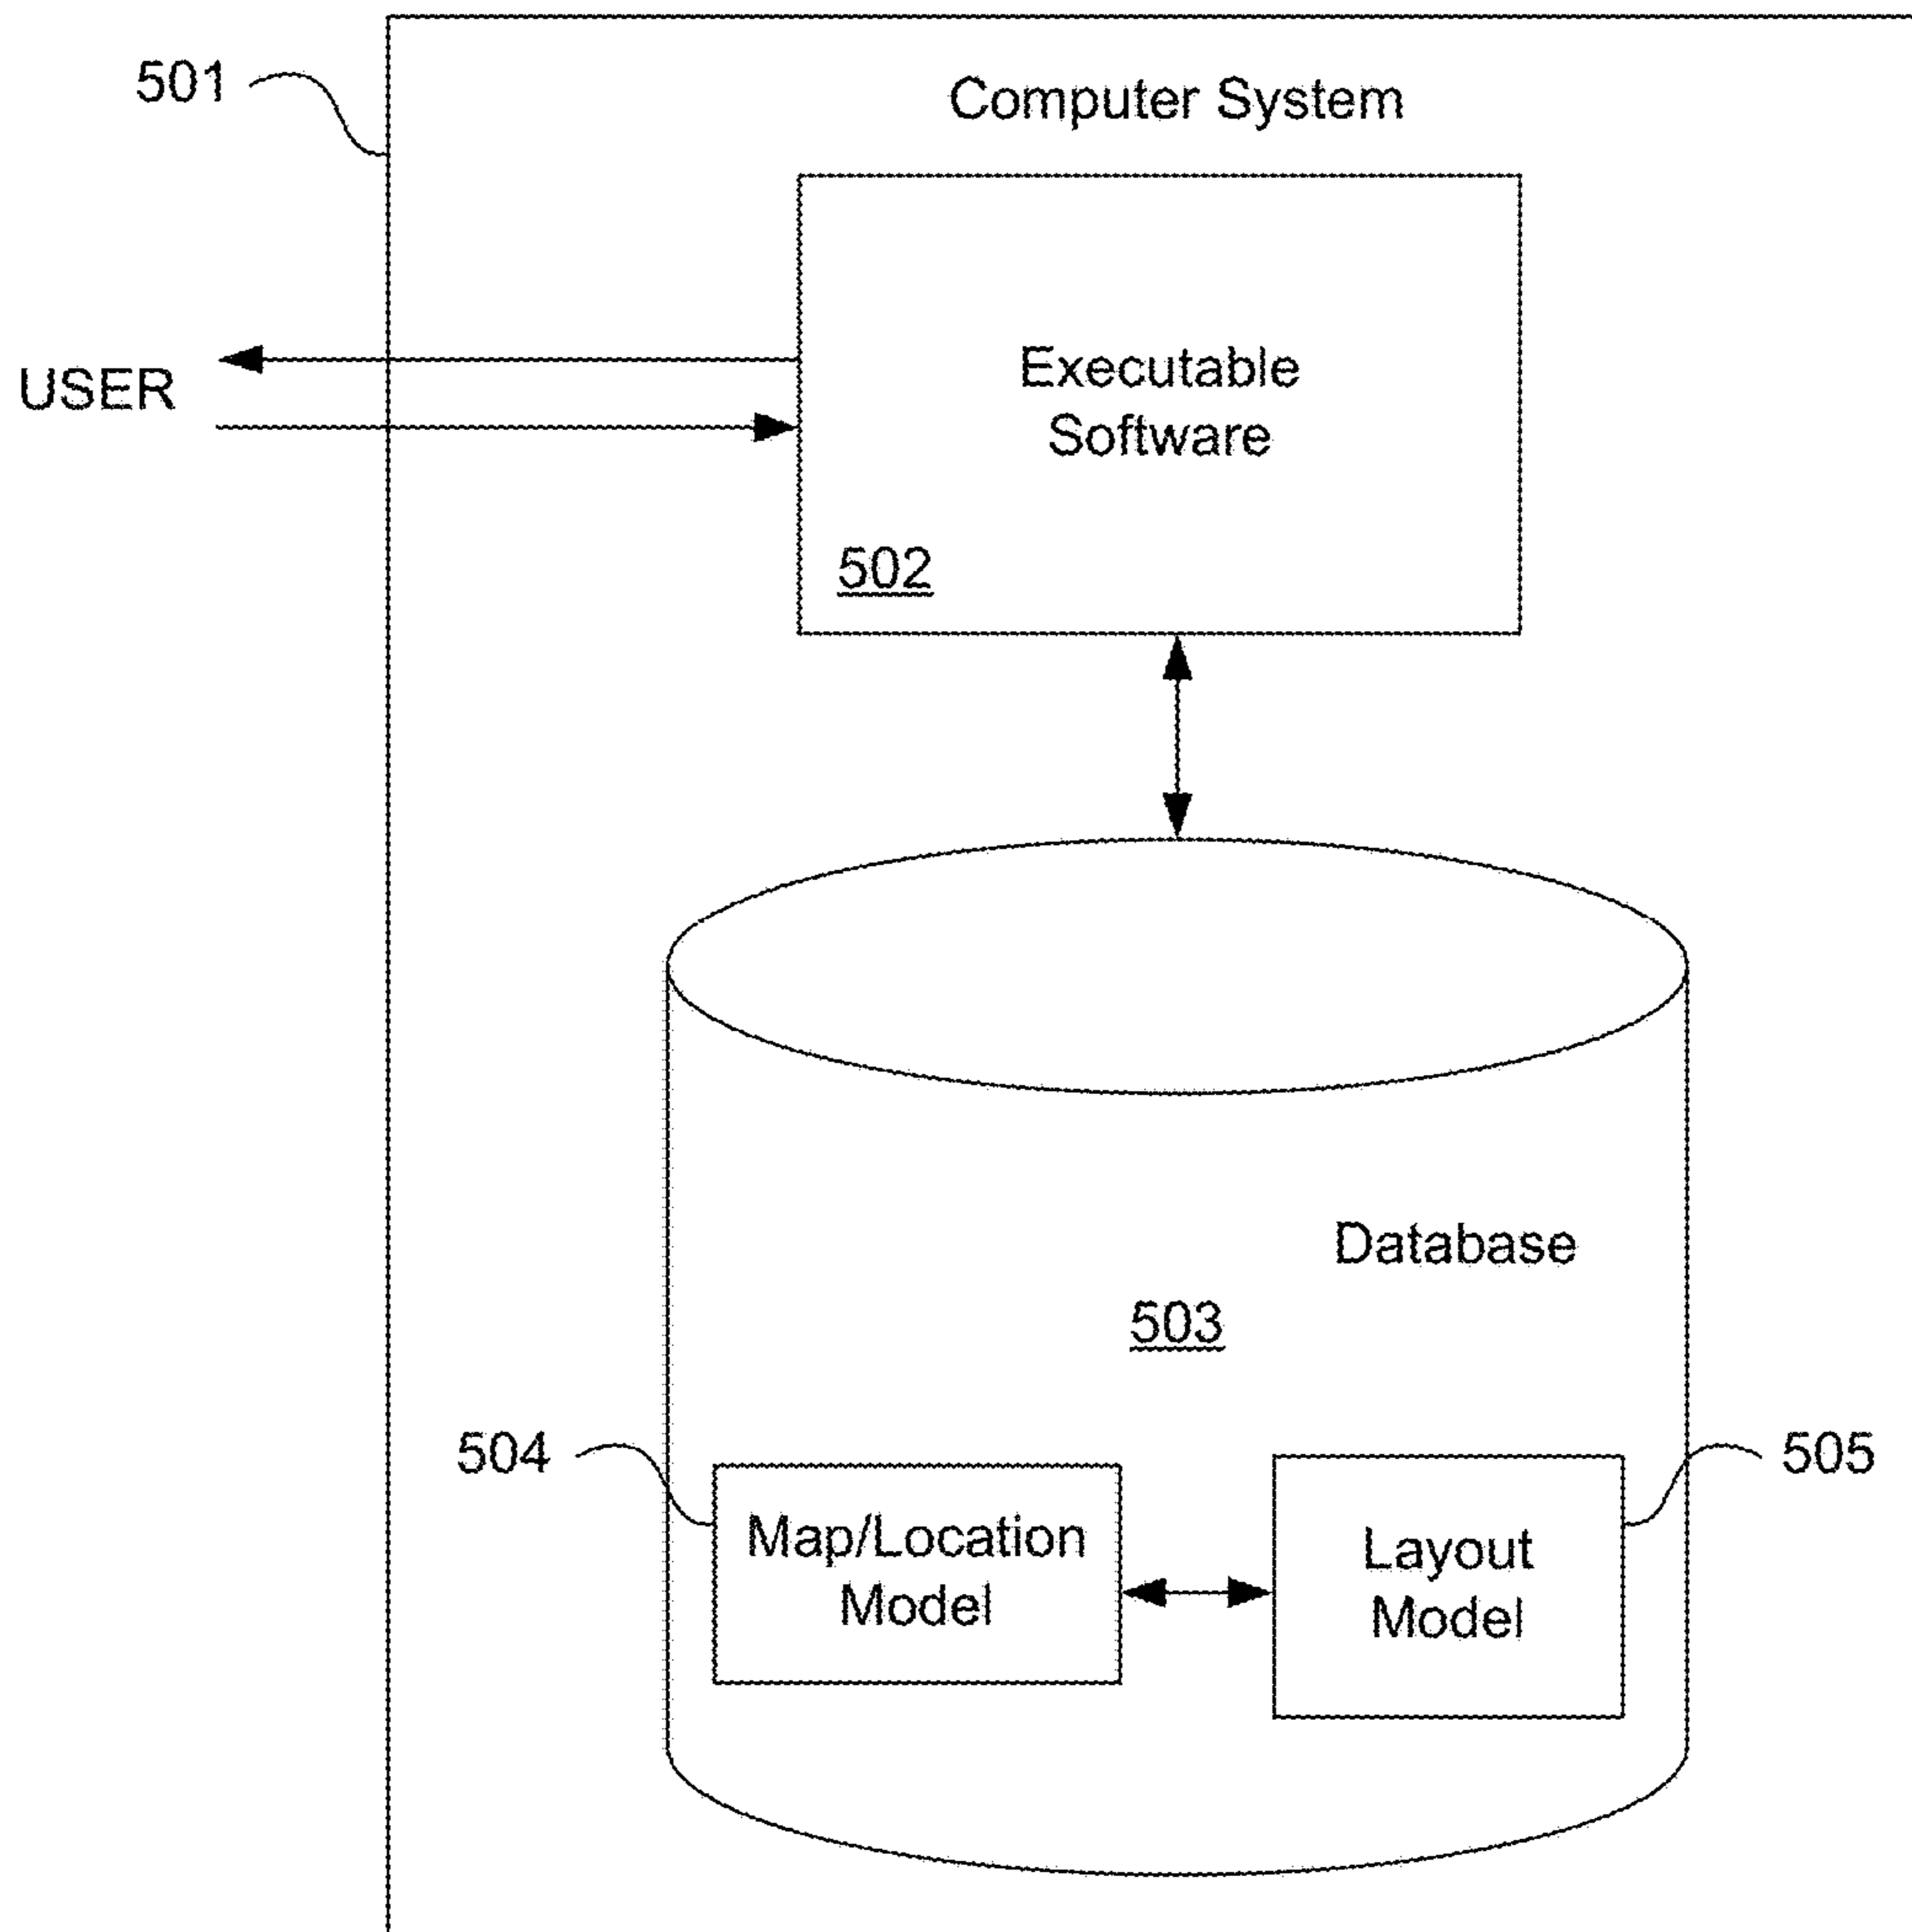 501
Computer System
USER
Executable
Software
502
Database
503
504
505
Map/Location
Model
Layout
Model